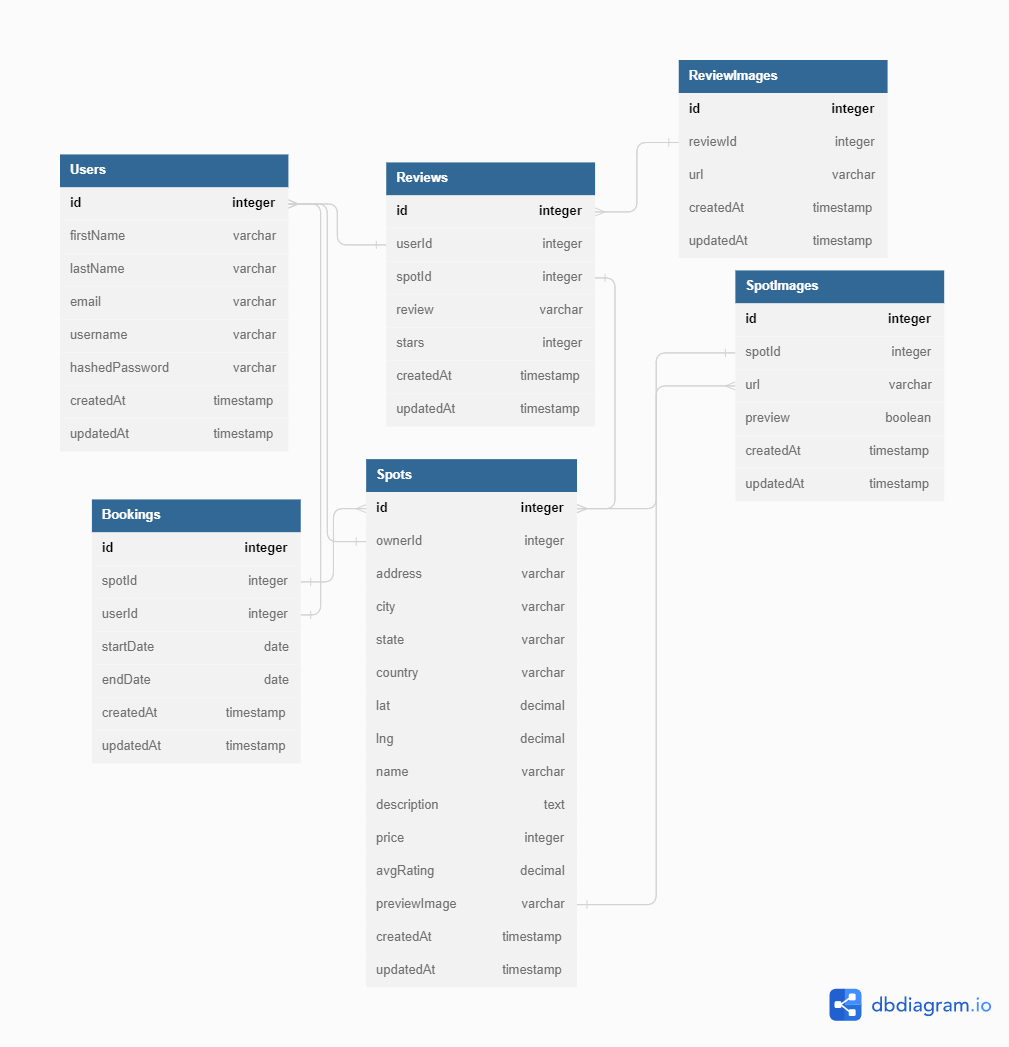 ReviewImages
id integer
reviewId integer
url varchar
createdAt timestamp
updatedAt timestamp
Users
id integer
firstName varchar
lastName varchar
email varchar
username varchar
hashedPassword varchar
createdAt timestamp
updatedAt timestamp
Reviews
id integer
userId integer
spotId integer
review varchar
stars integer
createdAt timestamp
updatedAt timestamp
SpotImages
id integer
spotId integer
url varchar
preview boolean
createdAt timestamp
updatedAt timestamp
Bookings
id integer
spotId integer
userId integer
startDate date
endDate date
createdAt timestamp
updatedAt timestamp
Spots
id integer
ownerId integer
address varchar
city varchar
state varchar
country varchar
lat decimal
lng decimal
name varchar
description text
price integer
avgRating decimal
previewImage varchar
createdAt timestamp
updatedAt timestamp
dbdiagram.io